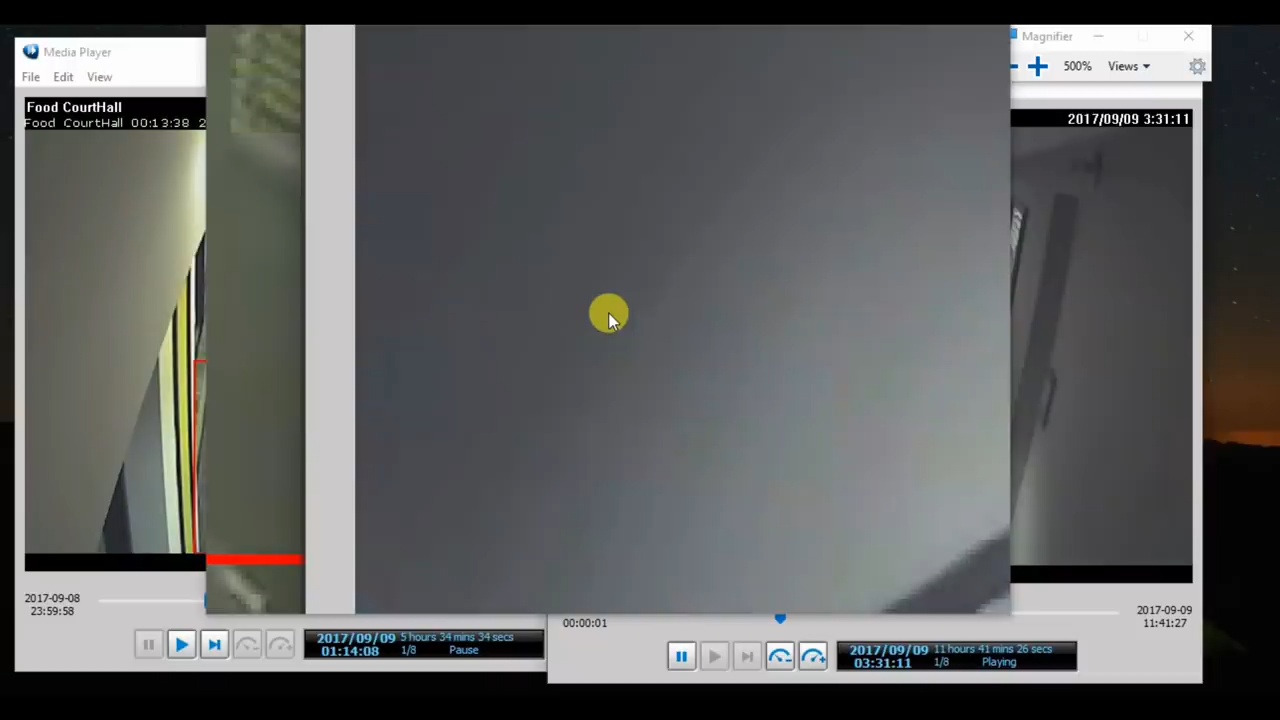 Media Player
File Edit View
Food CourtHall
Food CourtHall 00:13:38 2
2017-09-08
23:59:58
2017/09/09 5 hours 34 mins 34 secs
01:14:08 1/8 Pause
Magnifier
500% Views
2017/09/09 3:31:11
00:00:01
2017-09-09
11:41:27
2017/09/09 11 hours 41 mins 26 secs
03:31:11 1/8 Playing